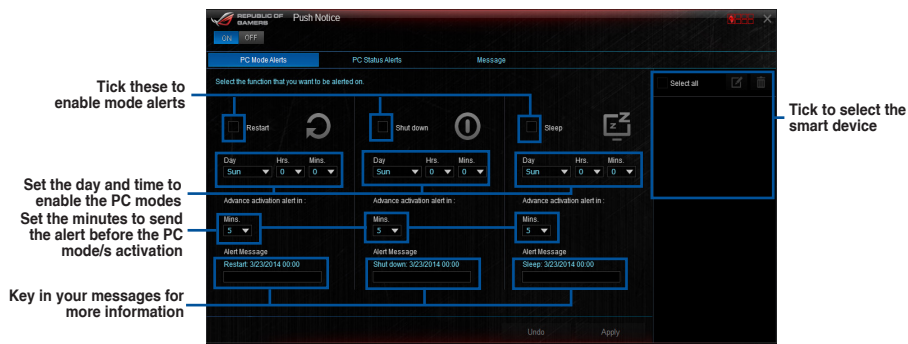 REPUBLIC OF GAMERS Push Notice
ON OFF
PC Mode Alerts PC Status Alerts Message
Select the function that you want to be alerted on.
Select all
Tick these to enable mode alerts
Restart Shut down Sleep
Tick to select the smart device
Day Hrs. Mins. Day Hrs. Mins. Day Hrs. Mins.
Sun 0 0 Sun 0 0 Sun 0 0
Set the day and time to enable the PC modes
Advance activation alert in : Advance activation alert in : Advance activation alert in :
Set the minutes to send the alert before the PC mode/s activation
Mins. Mins. Mins.
5 5 5
Alert Message Alert Message Alert Message
Restart: 3/23/2014 00:00 Shut down: 3/23/2014 00:00 Sleep: 3/23/2014 00:00
Key in your messages for more information
Undo Apply